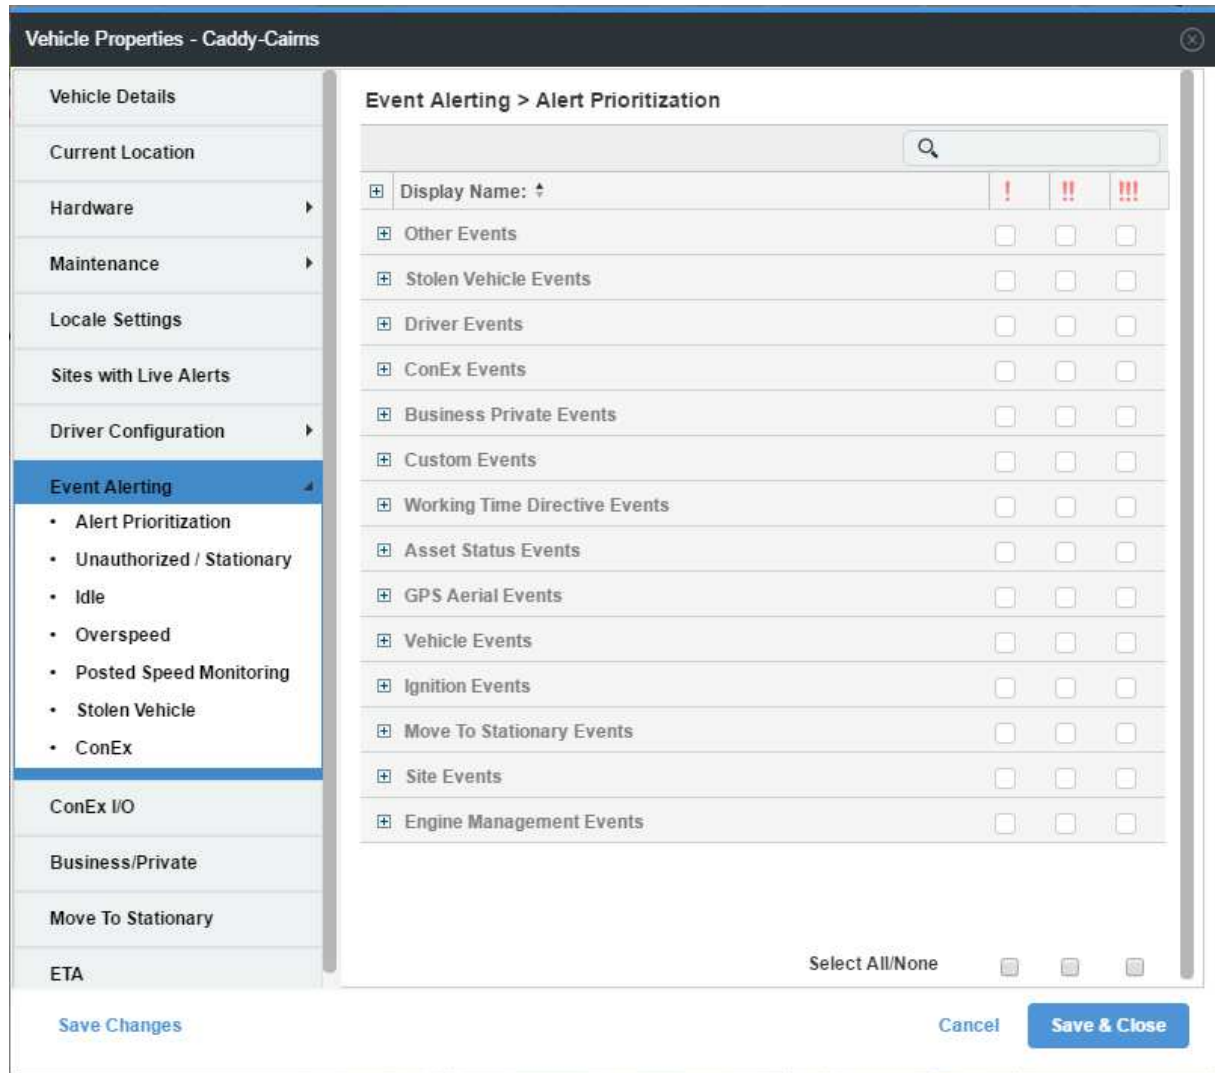 Vehicle Properties - Caddy-Cairns
Vehicle Details
Current Location
Hardware
Maintenance
Locale Settings
Sites with Live Alerts
Driver Configuration
Event Alerting
• Alert Prioritization
• Unauthorized / Stationary
• Idle
• Overspeed
• Posted Speed Monitoring
• Stolen Vehicle
• ConEx
ConEx I/O
Business/Private
Move To Stationary
ETA
Event Alerting > Alert Prioritization
Display Name: ! !! !!!
Other Events
Stolen Vehicle Events
Driver Events
ConEx Events
Business Private Events
Custom Events
Working Time Directive Events
Asset Status Events
GPS Aerial Events
Vehicle Events
Ignition Events
Move To Stationary Events
Site Events
Engine Management Events
Select All/None
Save Changes
Cancel
Save & Close